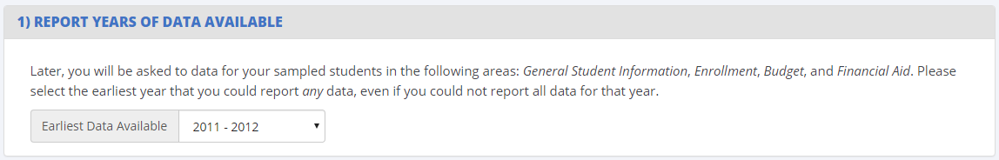 1) REPORT YEARS OF DATA AVAILABLE
Later, you will be asked to data for your sampled students in the following areas: General Student Information, Enrollment, Budget, and Financial Aid. Please
select the earliest year that you could report any data, even if you could not report all data for that year.
Earliest Data Available 2011 - 2012